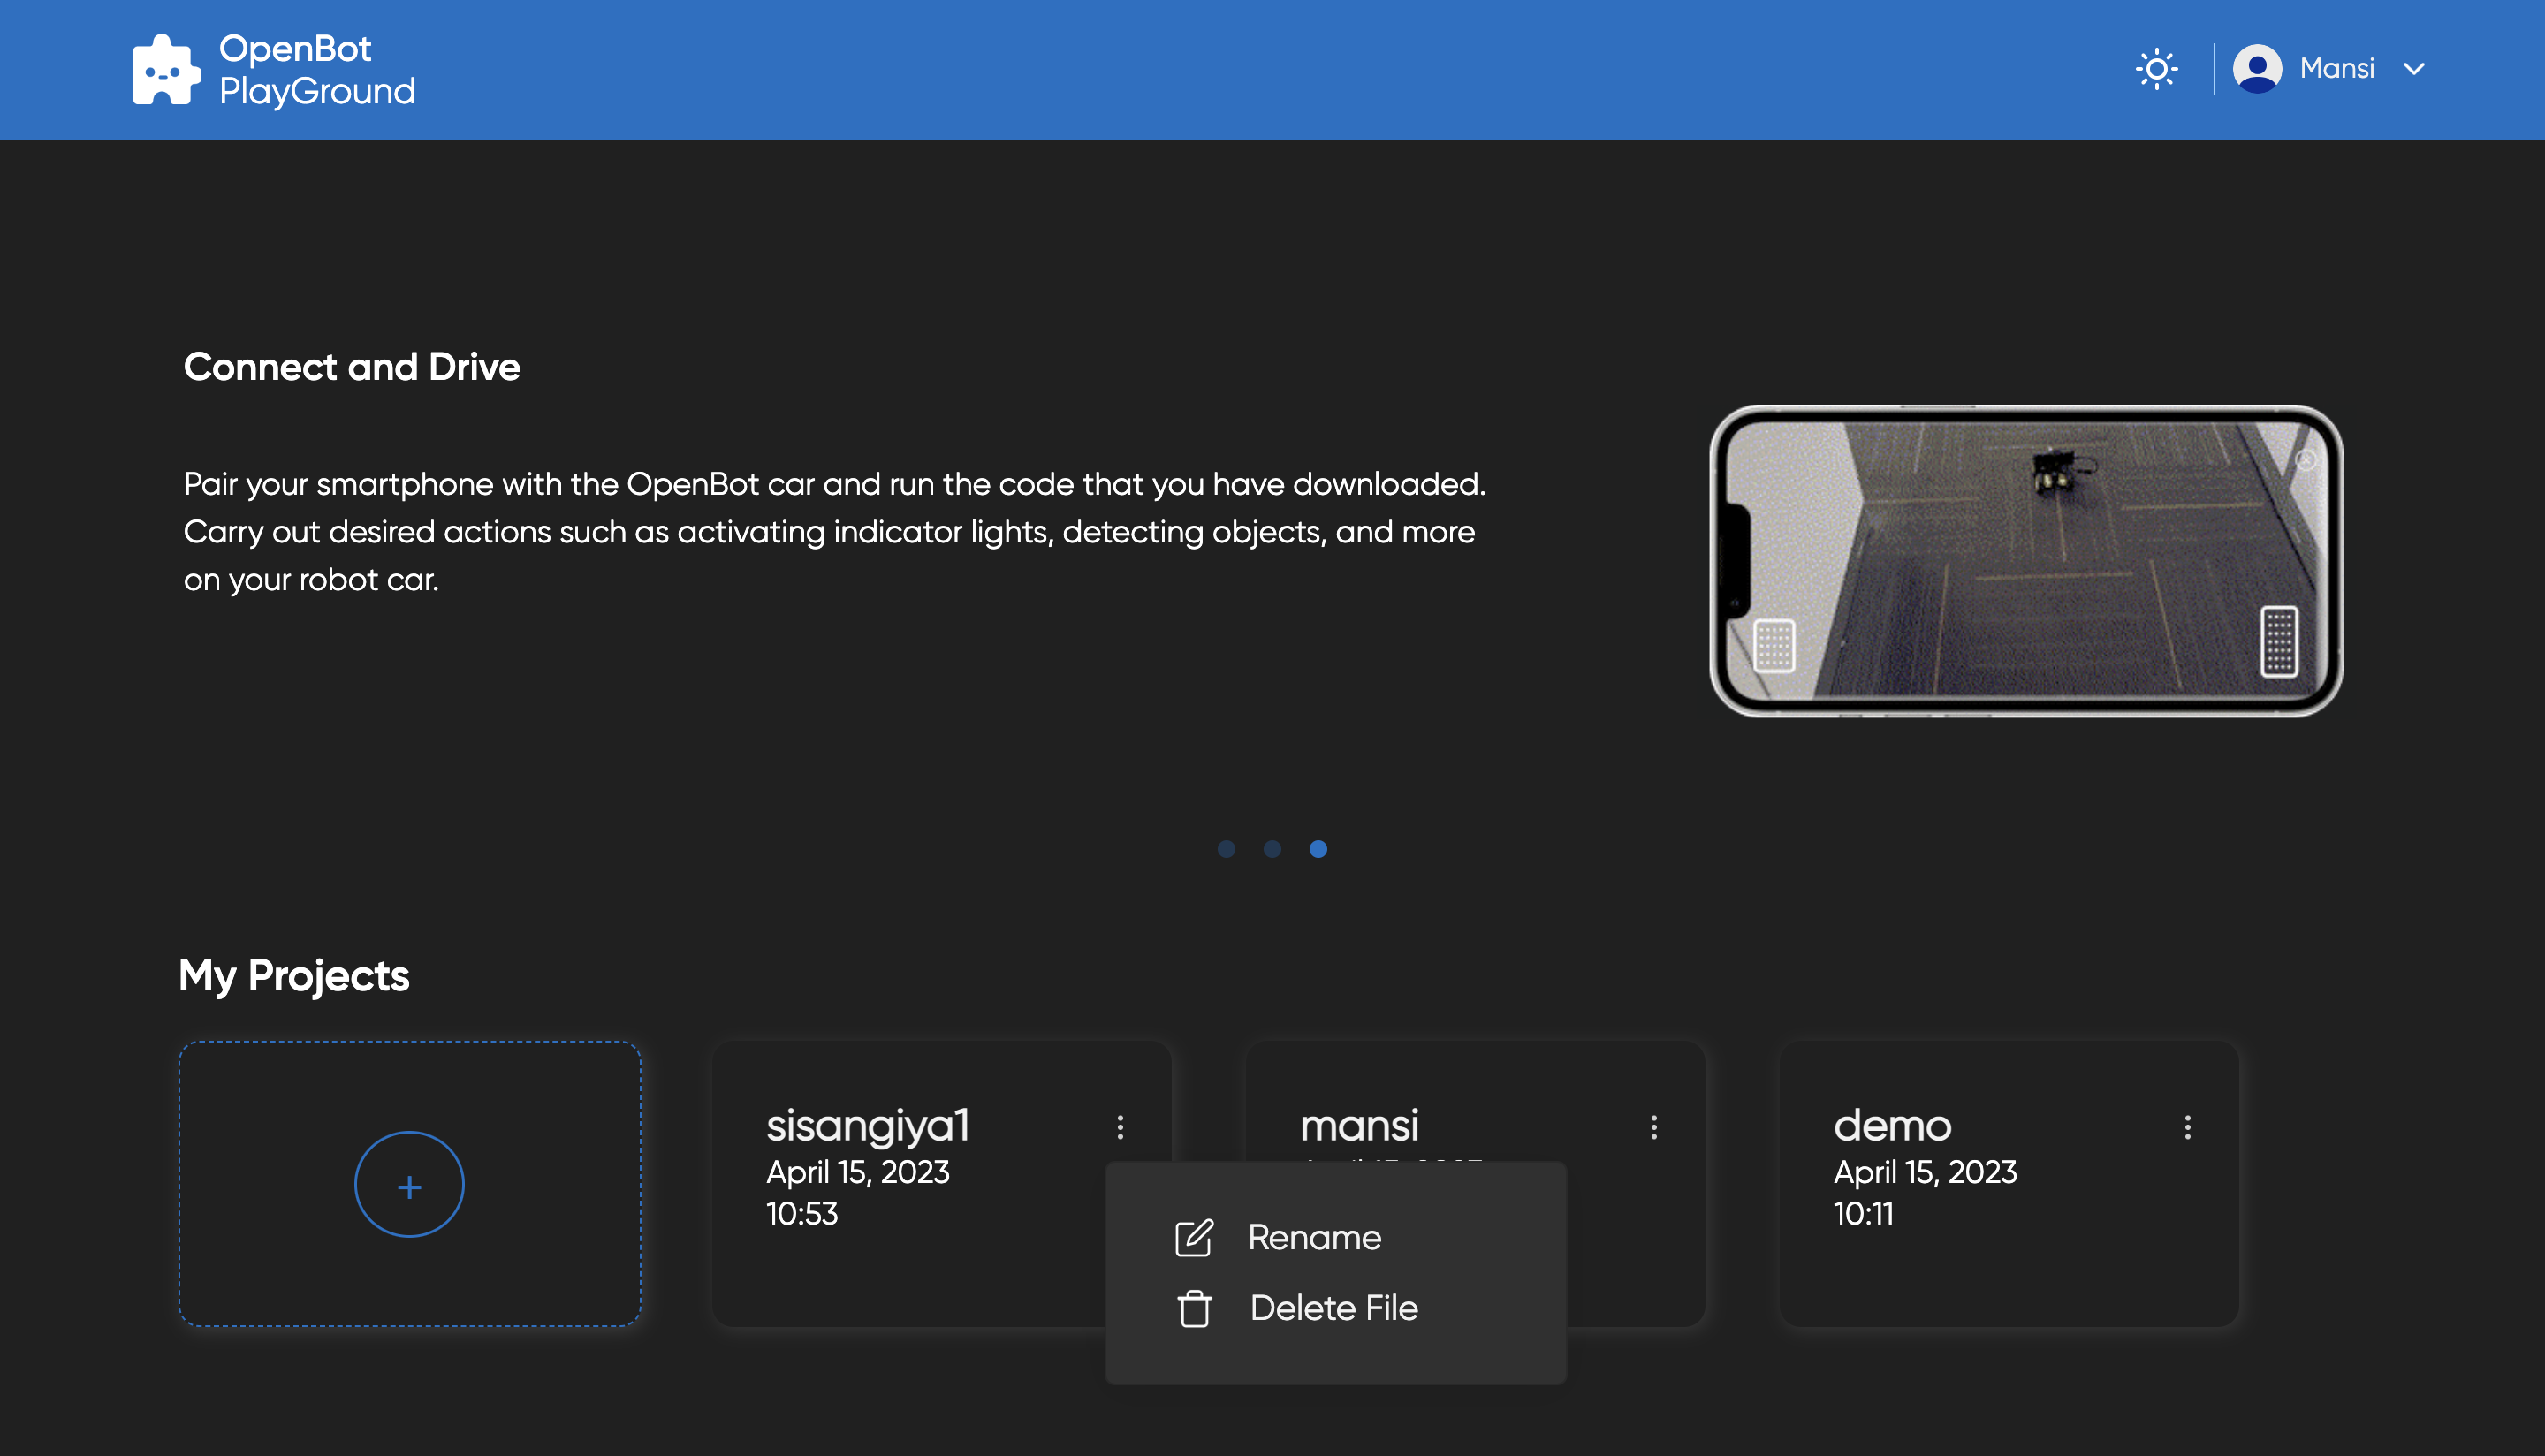 OpenBot
PlayGround
Mansi
Connect and Drive
Pair your smartphone with the OpenBot car and run the code that you have downloaded.
Carry out desired actions such as activating indicator lights, detecting objects, and more
on your robot car.
My Projects
+
sisangiya1
April 15, 2023
10:53
mansi
demo
April 15, 2023
10:11
Rename
Delete File